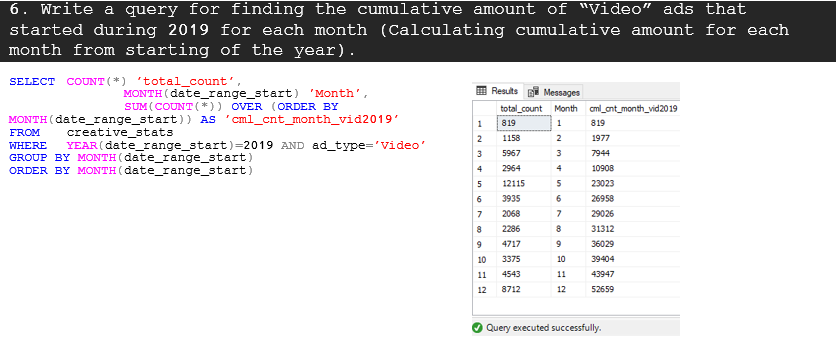 6. Write a query for finding the cumulative amount of “Video” ads that
started during 2019 for each month (Calculating cumulative amount for each
month from starting of the year).
SELECT COUNT(*) ’total_count’,
MONTH(date_range_start) ’Month’,
SUM(COUNT(*)) OVER (ORDER BY
MONTH(date_range_start)) AS ’cml_cnt_month_vid2019’
FROM creative_stats
WHERE YEAR(date_range_start)=2019 AND ad_type=’Video’
GROUP BY MONTH(date_range_start)
ORDER BY MONTH(date_range_start)
Results Messages
total_count Month cml_cnt_month_vid2019
1 819 1 819
2 1158 2 1977
3 5967 3 7944
4 2964 4 10908
5 12115 5 23023
6 3935 6 26958
7 2068 7 29026
8 2286 8 31312
9 4717 9 36029
10 3375 10 39404
11 4543 11 43947
12 8712 12 52659
Query executed successfully.